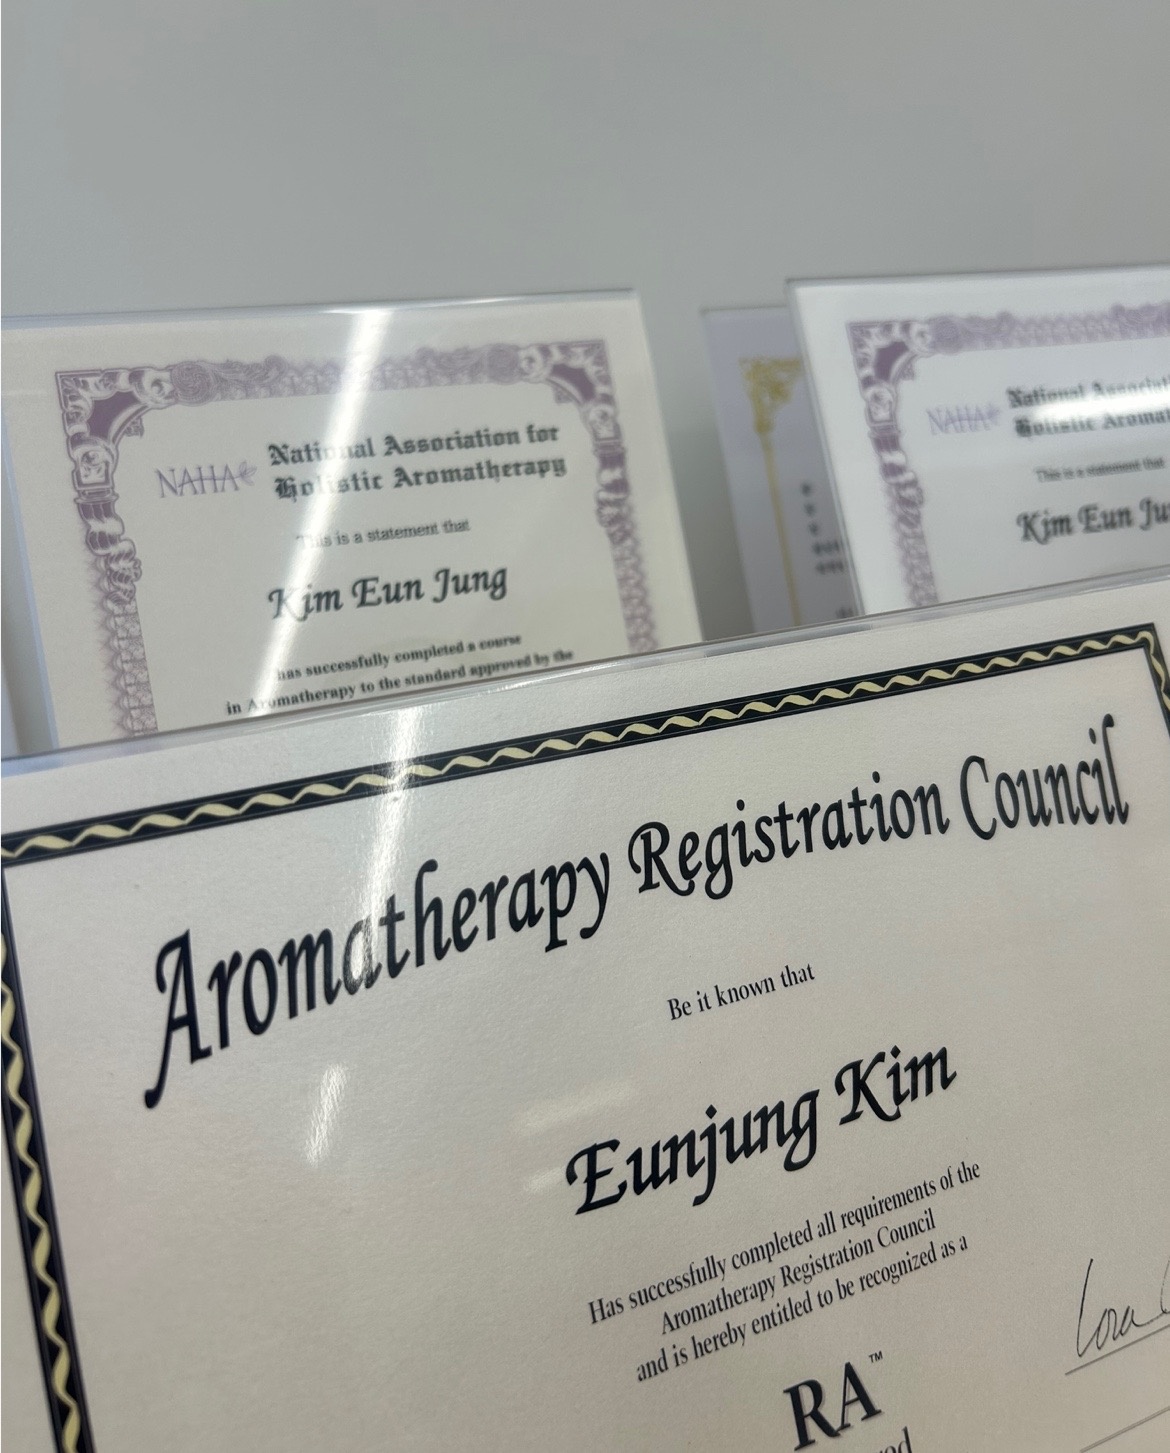 NAHA
National Association for
Holistic Aromatherapy
This is a statement that
Kim Eun Jung
has successfully completed a course
in Aromatherapy to the standard approved by the
NAHA
National
Holistic
This is a statement that
Kim Eun
Aromatherapy Registration Council
Be it known that
Eunjung Kim
Has successfully completed all requirements of the
Aromatherapy Registration Council
and is hereby entitled to be recognized as a
RA™